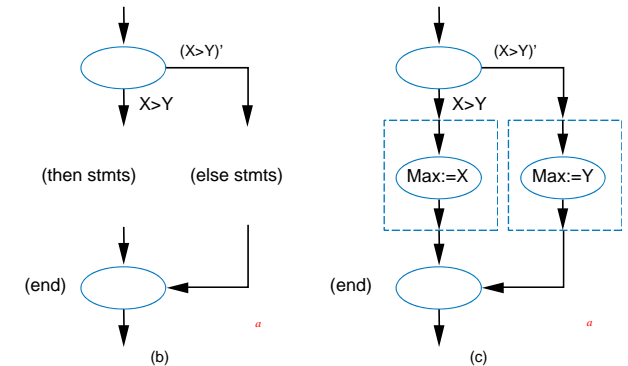 (X>Y)'
X>Y
(then stmts)
(else stmts)
(end)
a
(b)
(X>Y)'
X>Y
Max:=X
Max:=Y
(end)
a
(c)